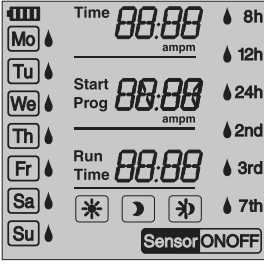 Time 88:88 8h
Mo ampm
12h
Tu
Start 88:88 24h
We Prog
ampm
Th 2nd
Run 88:88 3rd
Fr Time
Sa 7th
Su Sensor ONOFF